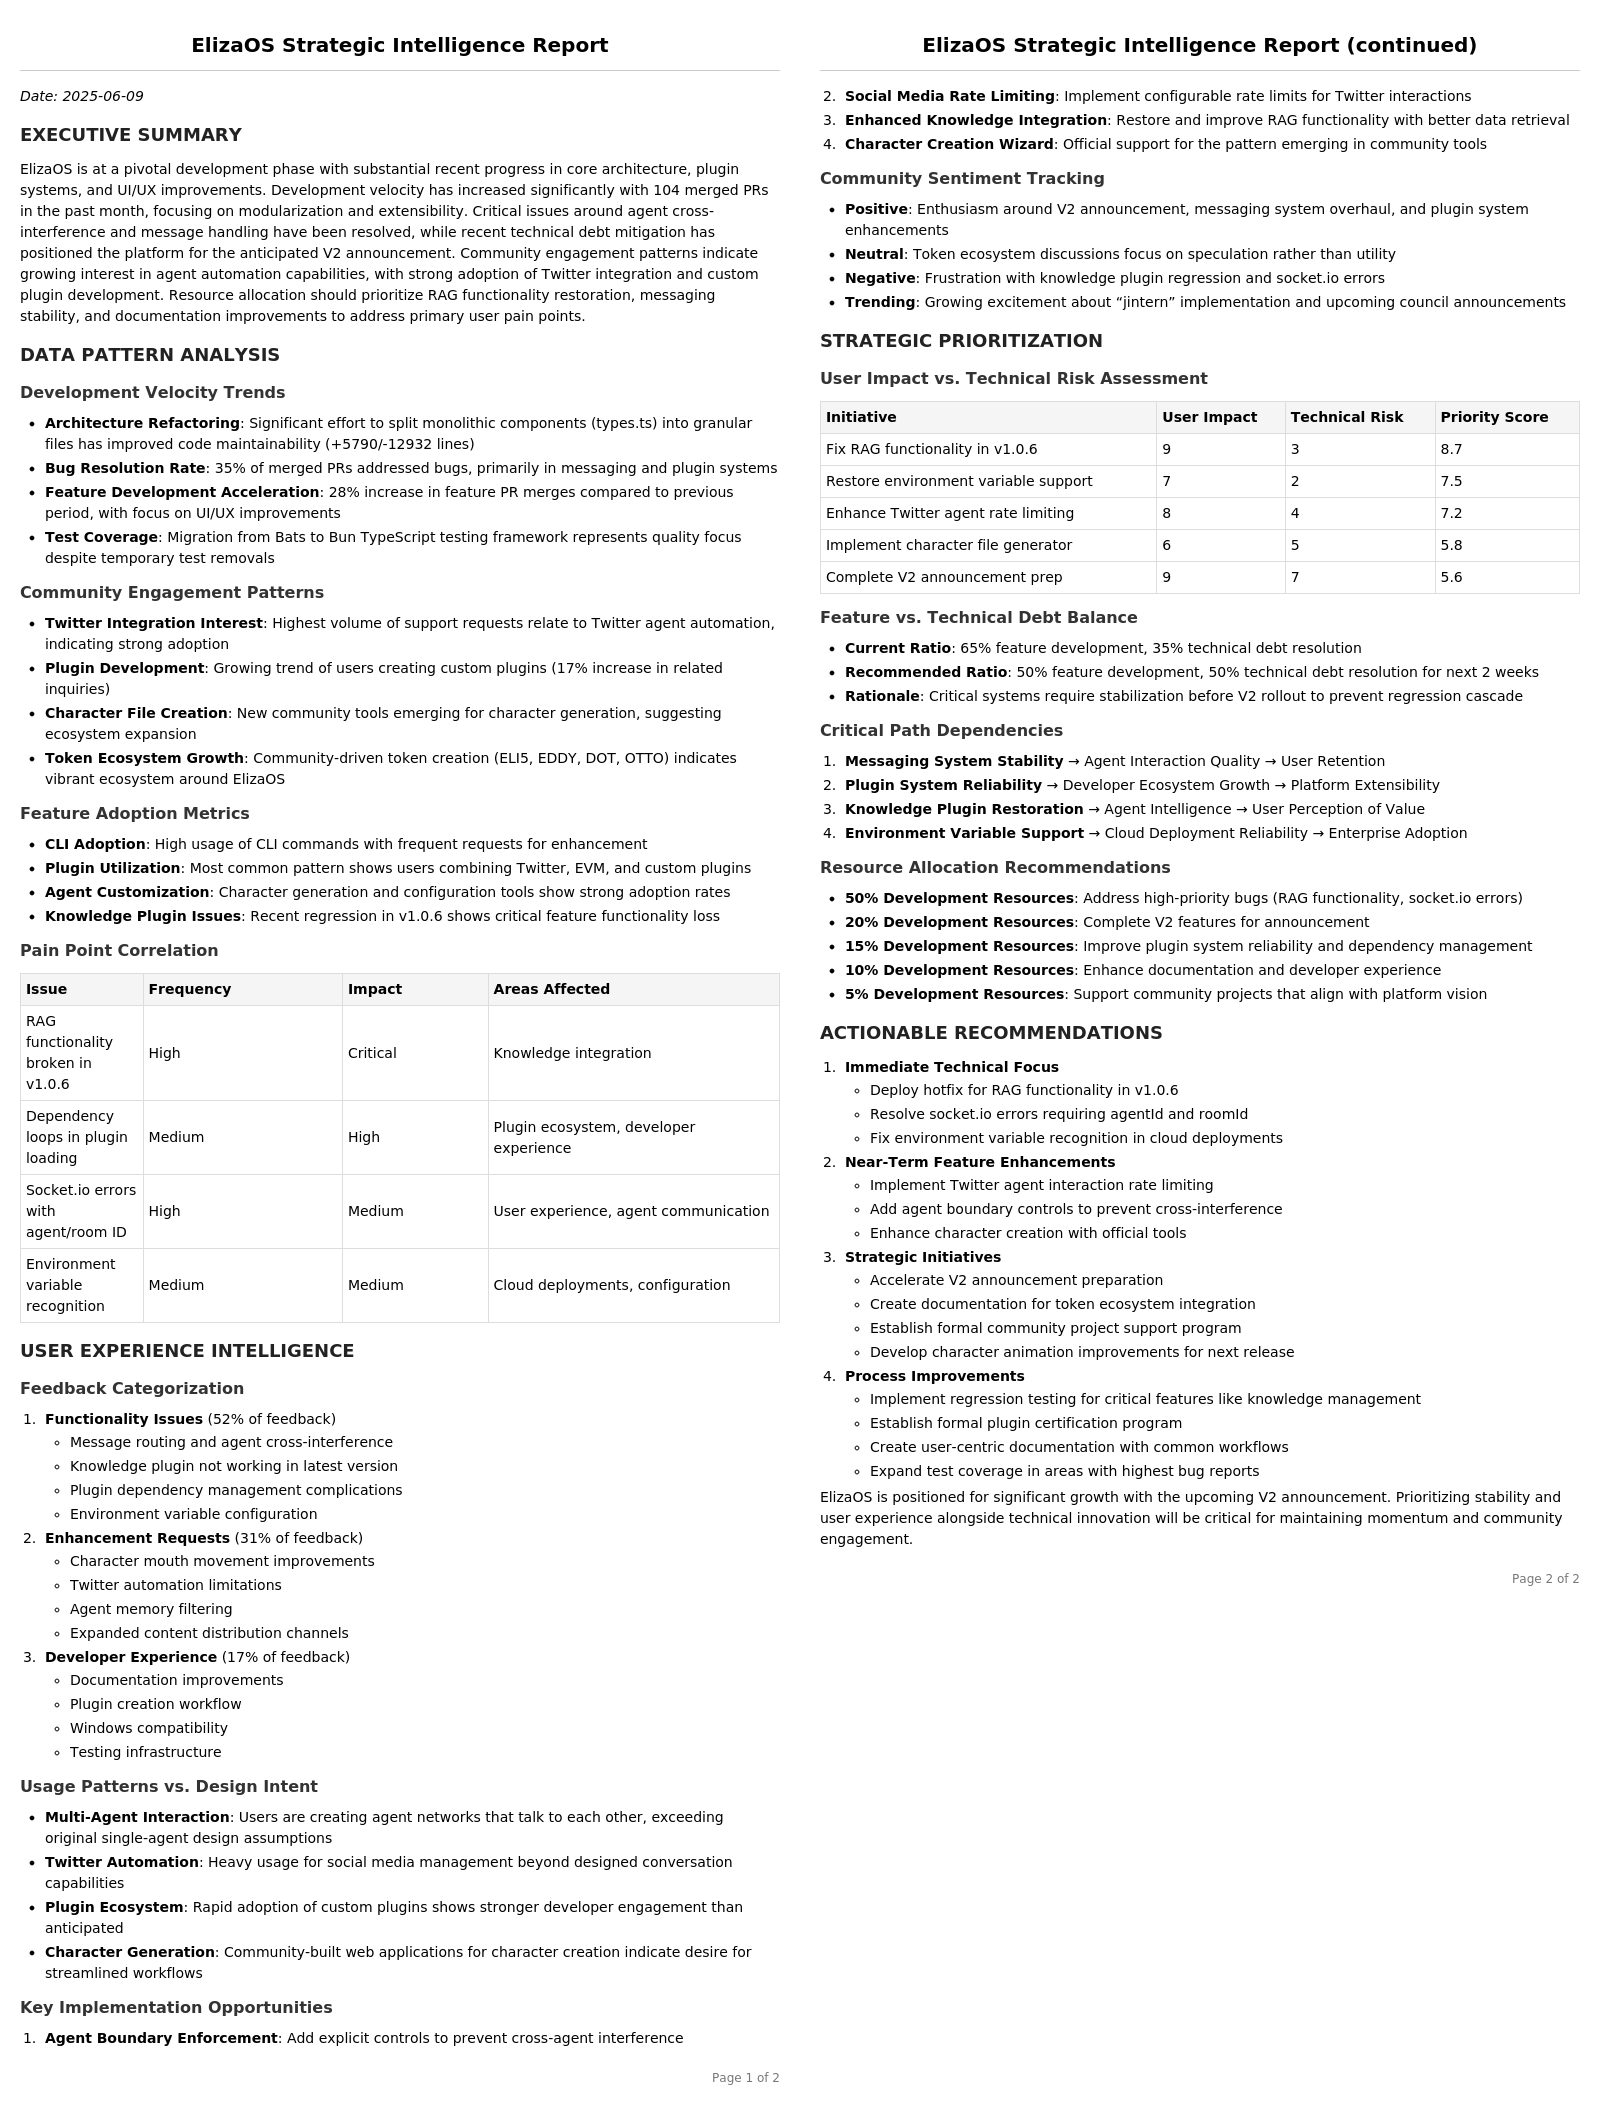 ElizaOS Strategic Intelligence Report
Date: 2025-06-09
EXECUTIVE SUMMARY
ElizaOS is at a pivotal development phase with substantial recent progress in core architecture, plugin
systems, and UI/UX improvements. Development velocity has increased significantly with 104 merged PRs
in the past month, focusing on modularization and extensibility. Critical issues around agent cross-
interference and message handling have been resolved, while recent technical debt mitigation has
positioned the platform for the anticipated V2 announcement. Community engagement patterns indicate
growing interest in agent automation capabilities, with strong adoption of Twitter integration and custom
plugin development. Resource allocation should prioritize RAG functionality restoration, messaging
stability, and documentation improvements to address primary user pain points.
DATA PATTERN ANALYSIS
Development Velocity Trends
• Architecture Refactoring: Significant effort to split monolithic components (types.ts) into granular
files has improved code maintainability (+5790/-12932 lines)
• Bug Resolution Rate: 35% of merged PRs addressed bugs, primarily in messaging and plugin systems
• Feature Development Acceleration: 28% increase in feature PR merges compared to previous
period, with focus on UI/UX improvements
• Test Coverage: Migration from Bats to Bun TypeScript testing framework represents quality focus
despite temporary test removals
Community Engagement Patterns
• Twitter Integration Interest: Highest volume of support requests relate to Twitter agent automation,
indicating strong adoption
• Plugin Development: Growing trend of users creating custom plugins (17% increase in related
inquiries)
• Character File Creation: New community tools emerging for character generation, suggesting
ecosystem expansion
• Token Ecosystem Growth: Community-driven token creation (ELI5, EDDY, DOT, OTTO) indicates
vibrant ecosystem around ElizaOS
Feature Adoption Metrics
• CLI Adoption: High usage of CLI commands with frequent requests for enhancement
• Plugin Utilization: Most common pattern shows users combining Twitter, EVM, and custom plugins
• Agent Customization: Character generation and configuration tools show strong adoption rates
• Knowledge Plugin Issues: Recent regression in v1.0.6 shows critical feature functionality loss
Pain Point Correlation
Issue Frequency Impact Areas Affected
RAG
functionality
broken in
v1.0.6
High Critical Knowledge integration
Dependency
loops in plugin
loading
Medium High Plugin ecosystem, developer
experience
Socket.io errors
with
agent/room ID
High Medium User experience, agent communication
Environment
variable
recognition
Medium Medium Cloud deployments, configuration
USER EXPERIENCE INTELLIGENCE
Feedback Categorization
1. Functionality Issues (52% of feedback)
◦ Message routing and agent cross-interference
◦ Knowledge plugin not working in latest version
◦ Plugin dependency management complications
◦ Environment variable configuration
2. Enhancement Requests (31% of feedback)
◦ Character mouth movement improvements
◦ Twitter automation limitations
◦ Agent memory filtering
◦ Expanded content distribution channels
3. Developer Experience (17% of feedback)
◦ Documentation improvements
◦ Plugin creation workflow
◦ Windows compatibility
◦ Testing infrastructure
Usage Patterns vs. Design Intent
• Multi-Agent Interaction: Users are creating agent networks that talk to each other, exceeding
original single-agent design assumptions
• Twitter Automation: Heavy usage for social media management beyond designed conversation
capabilities
• Plugin Ecosystem: Rapid adoption of custom plugins shows stronger developer engagement than
anticipated
• Character Generation: Community-built web applications for character creation indicate desire for
streamlined workflows
Key Implementation Opportunities
1. Agent Boundary Enforcement: Add explicit controls to prevent cross-agent interference
Page 1 of 2
ElizaOS Strategic Intelligence Report (continued)
2. Social Media Rate Limiting: Implement configurable rate limits for Twitter interactions
3. Enhanced Knowledge Integration: Restore and improve RAG functionality with better data retrieval
4. Character Creation Wizard: Official support for the pattern emerging in community tools
Community Sentiment Tracking
• Positive: Enthusiasm around V2 announcement, messaging system overhaul, and plugin system
enhancements
• Neutral: Token ecosystem discussions focus on speculation rather than utility
• Negative: Frustration with knowledge plugin regression and socket.io errors
• Trending: Growing excitement about “jintern” implementation and upcoming council announcements
STRATEGIC PRIORITIZATION
User Impact vs. Technical Risk Assessment
Initiative User Impact Technical Risk Priority Score
Fix RAG functionality in v1.0.6 9 3 8.7
Restore environment variable support 7 2 7.5
Enhance Twitter agent rate limiting 8 4 7.2
Implement character file generator 6 5 5.8
Complete V2 announcement prep 9 7 5.6
Feature vs. Technical Debt Balance
• Current Ratio: 65% feature development, 35% technical debt resolution
• Recommended Ratio: 50% feature development, 50% technical debt resolution for next 2 weeks
• Rationale: Critical systems require stabilization before V2 rollout to prevent regression cascade
Critical Path Dependencies
1. Messaging System Stability → Agent Interaction Quality → User Retention
2. Plugin System Reliability → Developer Ecosystem Growth → Platform Extensibility
3. Knowledge Plugin Restoration → Agent Intelligence → User Perception of Value
4. Environment Variable Support → Cloud Deployment Reliability → Enterprise Adoption
Resource Allocation Recommendations
• 50% Development Resources: Address high-priority bugs (RAG functionality, socket.io errors)
• 20% Development Resources: Complete V2 features for announcement
• 15% Development Resources: Improve plugin system reliability and dependency management
• 10% Development Resources: Enhance documentation and developer experience
• 5% Development Resources: Support community projects that align with platform vision
ACTIONABLE RECOMMENDATIONS
1. Immediate Technical Focus
◦ Deploy hotfix for RAG functionality in v1.0.6
◦ Resolve socket.io errors requiring agentId and roomId
◦ Fix environment variable recognition in cloud deployments
2. Near-Term Feature Enhancements
◦ Implement Twitter agent interaction rate limiting
◦ Add agent boundary controls to prevent cross-interference
◦ Enhance character creation with official tools
3. Strategic Initiatives
◦ Accelerate V2 announcement preparation
◦ Create documentation for token ecosystem integration
◦ Establish formal community project support program
◦ Develop character animation improvements for next release
4. Process Improvements
◦ Implement regression testing for critical features like knowledge management
◦ Establish formal plugin certification program
◦ Create user-centric documentation with common workflows
◦ Expand test coverage in areas with highest bug reports
ElizaOS is positioned for significant growth with the upcoming V2 announcement. Prioritizing stability and
user experience alongside technical innovation will be critical for maintaining momentum and community
engagement.
Page 2 of 2